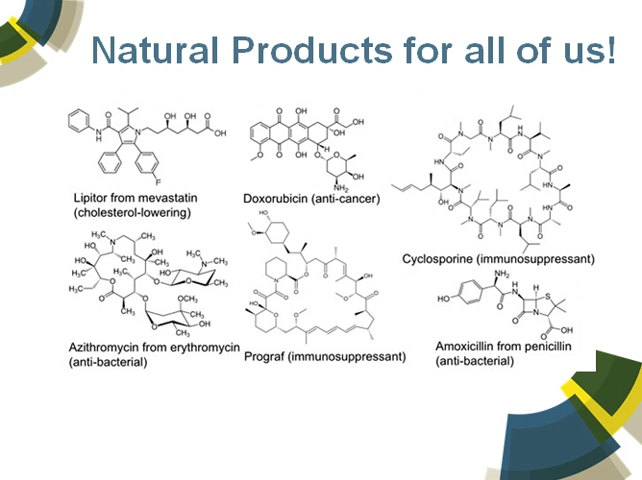 Natural Products for all of us!
Lipitor from mevastatin
(cholesterol-lowering)
Doxorubicin (anti-cancer)
Cyclosporine (immunosuppressant)
Azithromycin from erythromycin
(anti-bacterial)
Prograf (immunosuppressant)
Amoxicillin from penicillin
(anti-bacterial)